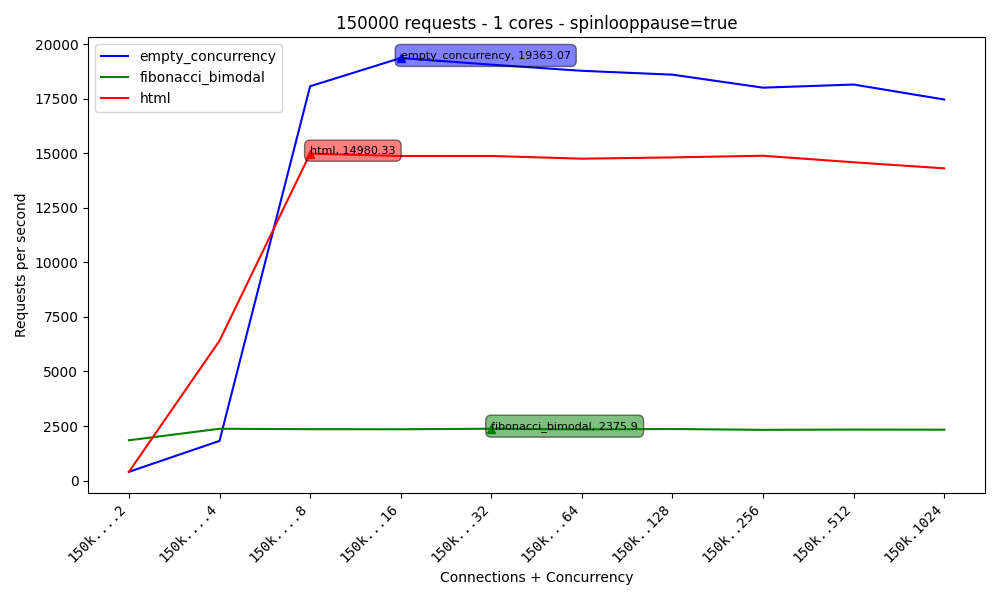 150000 requests - 1 cores - spinlooppause=true
empty_concurrency
fibonacci_bimodal
html
empty_concurrency, 19363.07
html, 14980.33
fibonacci_bimodal, 2375.9
Requests per second
20000
17500
15000
12500
10000
7500
5000
2500
0
150k....2
150k....4
150k....8
150k...16
150k...32
150k...64
150k..128
150k..256
150k..512
150k.1024
Connections + Concurrency